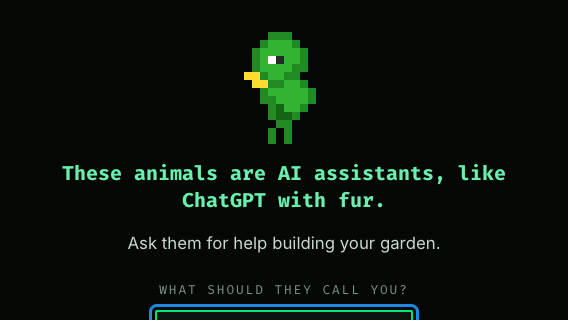 These animals are AI assistants, like
ChatGPT with fur.
Ask them for help building your garden.
WHAT SHOULD THEY CALL YOU?